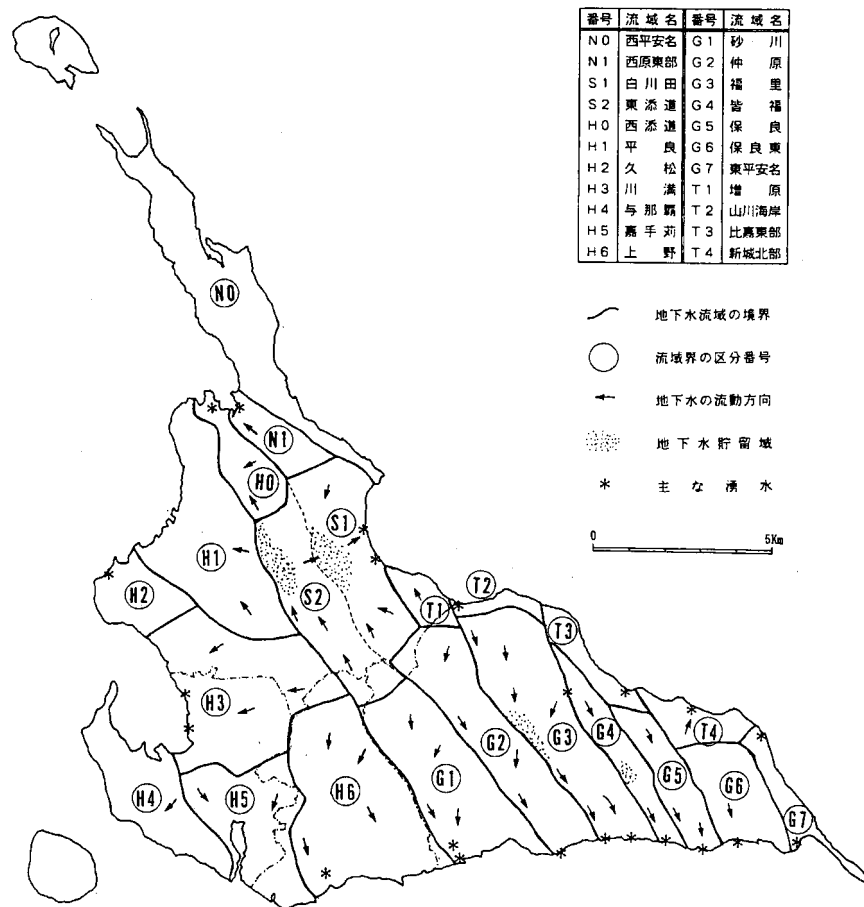 番号 流域名 番号 流域名
N0 西平安名 G1 砂川
N1 西原東部 G2 仲原
S1 白川田 G3 福里
S2 東添道 G4 皆福
H0 西添道 G5 保良
H1 平良 G6 保良東
H2 久松 G7 東平安名
H3 川満 T1 増原
H4 与那覇 T2 山川海岸
H5 嘉手苅 T3 比嘉東部
H6 上野 T4 新城北部
地下水流域の境界
流域界の区分番号
地下水の流動方向
地下水貯留域
* 主な湧水
0 5Km
N0
N1
H0
S1
H1
S2
H2
T2
T1
T3
H3
G2
G3
G4
T4
H4
H5
H6
G1
G5
G6
G7